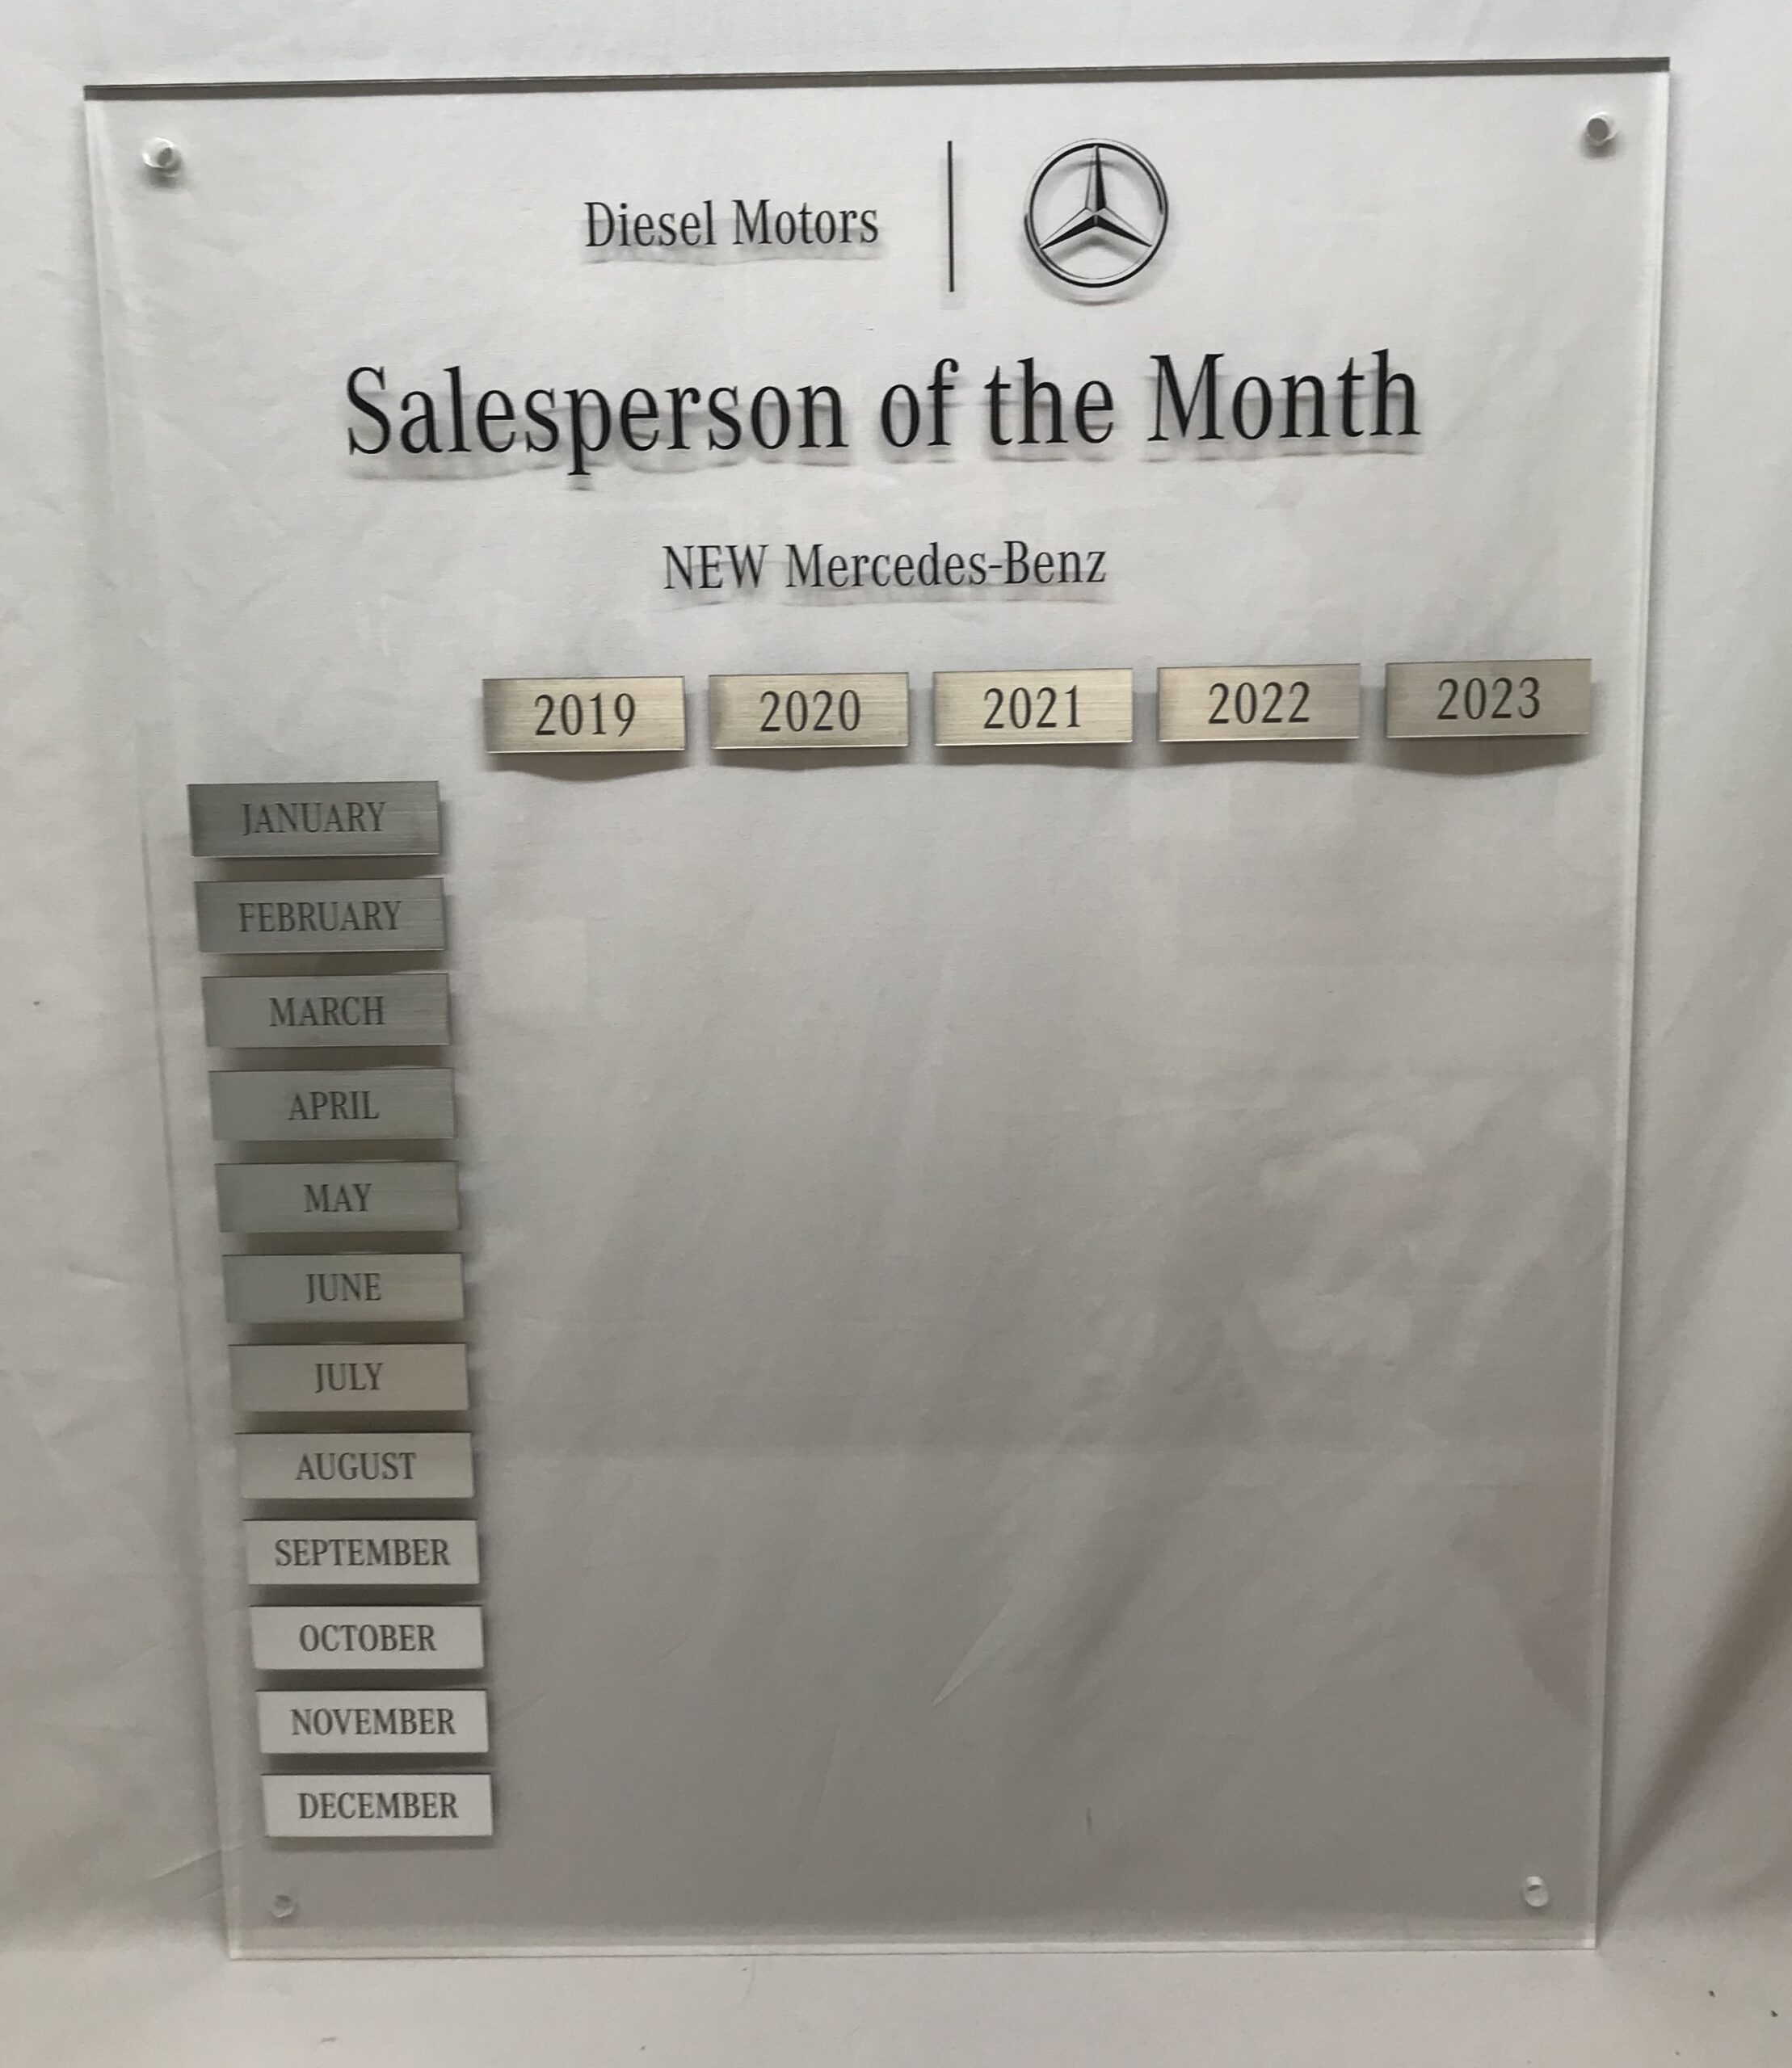 Diesel Motors
Salesperson of the Month
NEW Mercedes-Benz
2019 2020 2021 2022 2023
JANUARY
FEBRUARY
MARCH
APRIL
MAY
JUNE
JULY
AUGUST
SEPTEMBER
OCTOBER
NOVEMBER
DECEMBER